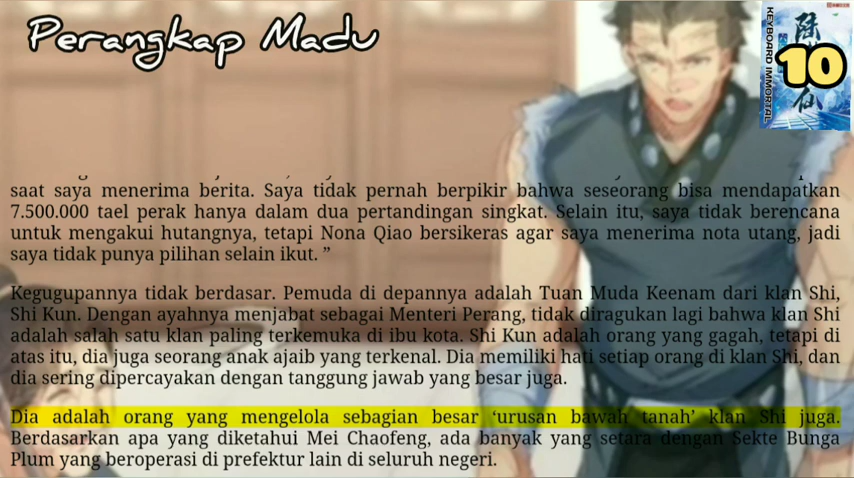 Perangkap Madu
KEYBOARD IMMORTAL
10
saat saya menerima berita. Saya tidak pernah berpikir bahwa seseorang bisa mendapatkan
7.500.000 tael perak hanya dalam dua pertandingan singkat. Selain itu, saya tidak berencana
untuk mengakui hutangnya, tetapi Nona Qiao bersikeras agar saya menerima nota utang, jadi
saya tidak punya pilihan selain ikut. ”
Kegugupannya tidak berdasar. Pemuda di depannya adalah Tuan Muda Keenam dari klan Shi,
Shi Kun. Dengan ayahnya menjabat sebagai Menteri Perang, tidak diragukan lagi bahwa klan Shi
adalah salah satu klan paling terkemuka di ibu kota. Shi Kun adalah orang yang gagah, tetapi di
atas itu, dia juga seorang anak ajaib yang terkenal. Dia memiliki hati setiap orang di klan Shi, dan
dia sering dipercayakan dengan tanggung jawab yang besar juga.
Dia adalah orang yang mengelola sebagian besar ‘urusan bawah tanah’ klan Shi juga.
Berdasarkan apa yang diketahui Mei Chaofeng, ada banyak yang setara dengan Sekte Bunga
Plum yang beroperasi di prefektur lain di seluruh negeri.